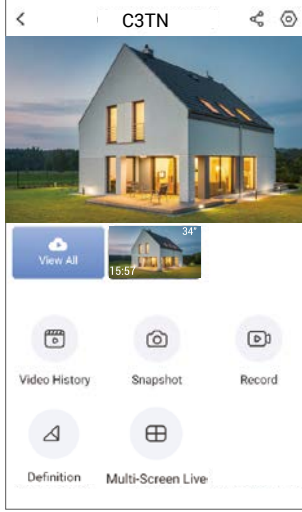 C3TN
View All
34"
15:57
Video History
Snapshot
Record
Definition
Multi-Screen Live